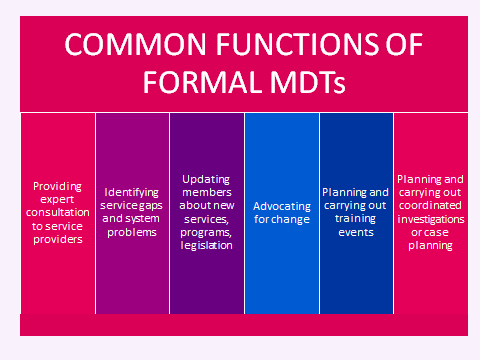 COMMON FUNCTIONS OF
FORMAL MDTs
Providing
expert
consultation
to service
providers
Identifying
service gaps
and system
problems
Updating
members
about new
services,
programs,
legislation
Advocating
for change
Planning and
carrying out
training
events
Planning and
carrying out
coordinated
investigations
or case
planning